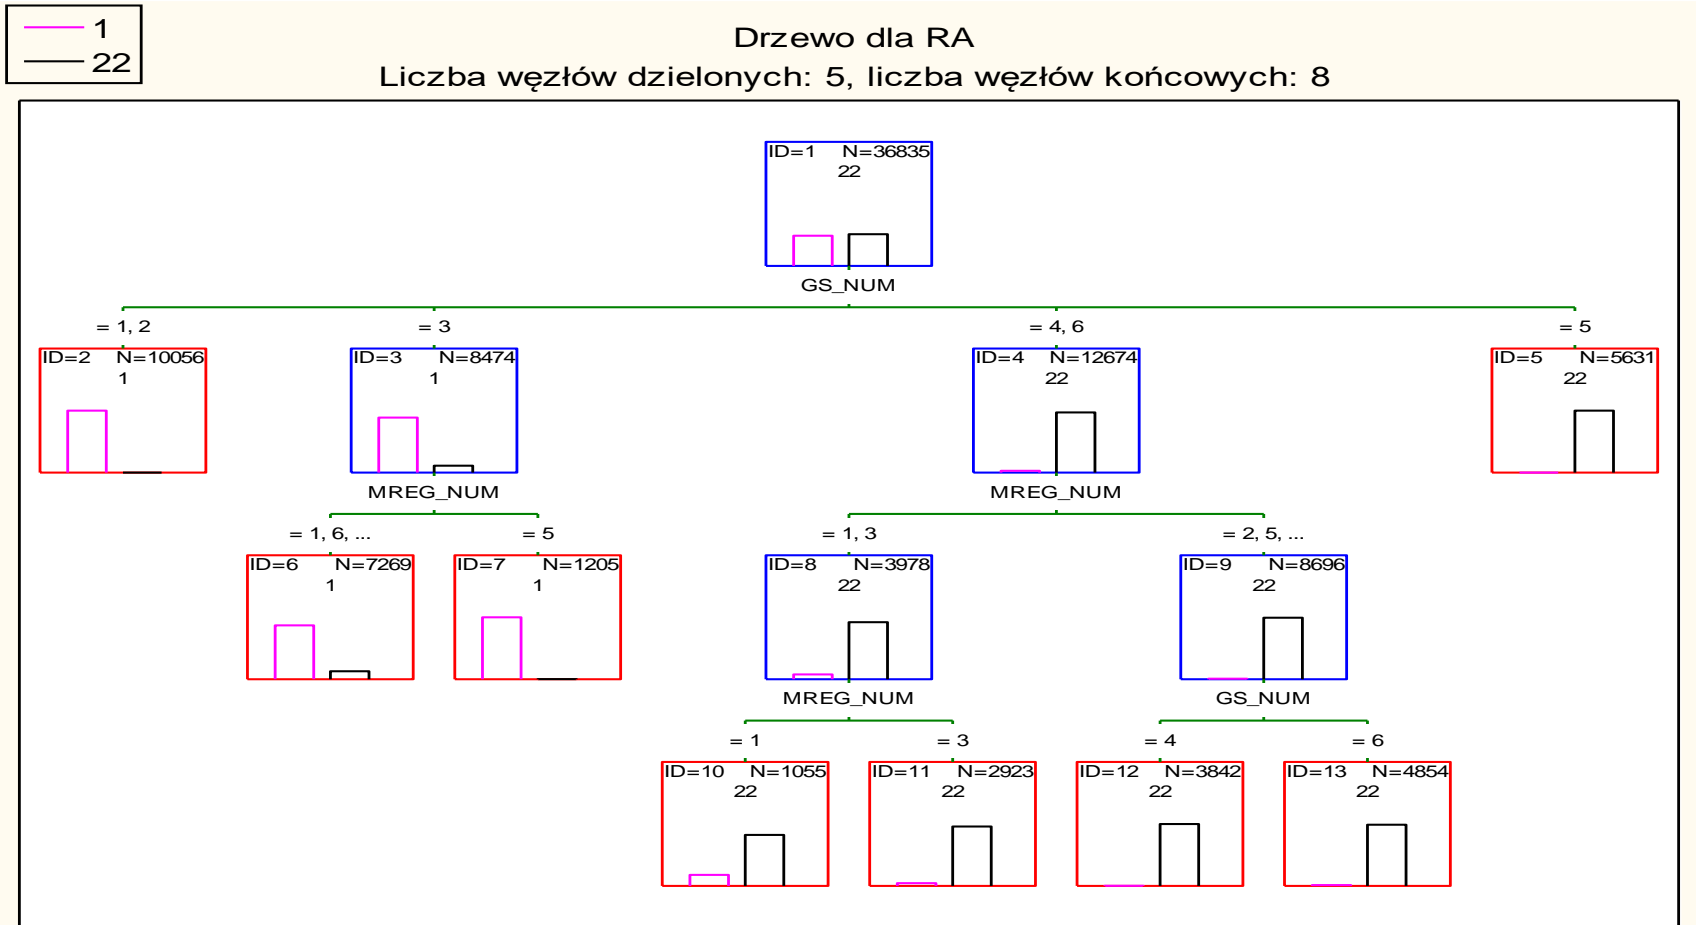 1
22
Drzewo dla RA
Liczba węzłów dzielonych: 5, liczba węzłów końcowych: 8
ID=1 N=36835
22
GS_NUM
= 1, 2 = 3 = 4, 6 = 5
ID=2 N=10056 ID=3 N=8474 ID=4 N=12674 ID=5 N=5631
1 1 22 22
MREG_NUM MREG_NUM
= 1, 6, ... = 5 = 1, 3 = 2, 5, ...
ID=6 N=7269 ID=7 N=1205 ID=8 N=3978 ID=9 N=8696
1 1 22 22
MREG_NUM GS_NUM
= 1 = 3 = 4 = 6
ID=10 N=1055 ID=11 N=2923 ID=12 N=3842 ID=13 N=4854
22 22 22 22